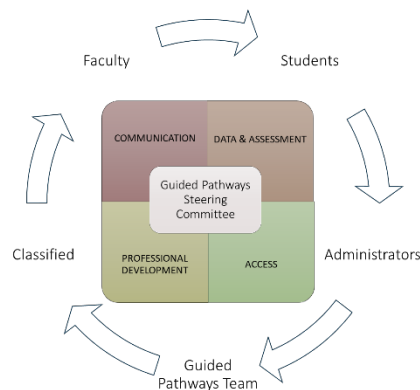 Faculty
Students
COMMUNICATION
DATA & ASSESSMENT
Guided Pathways
Steering
Committee
Classified
PROFESSIONAL
DEVELOPMENT
ACCESS
Administrators
Guided
Pathways Team